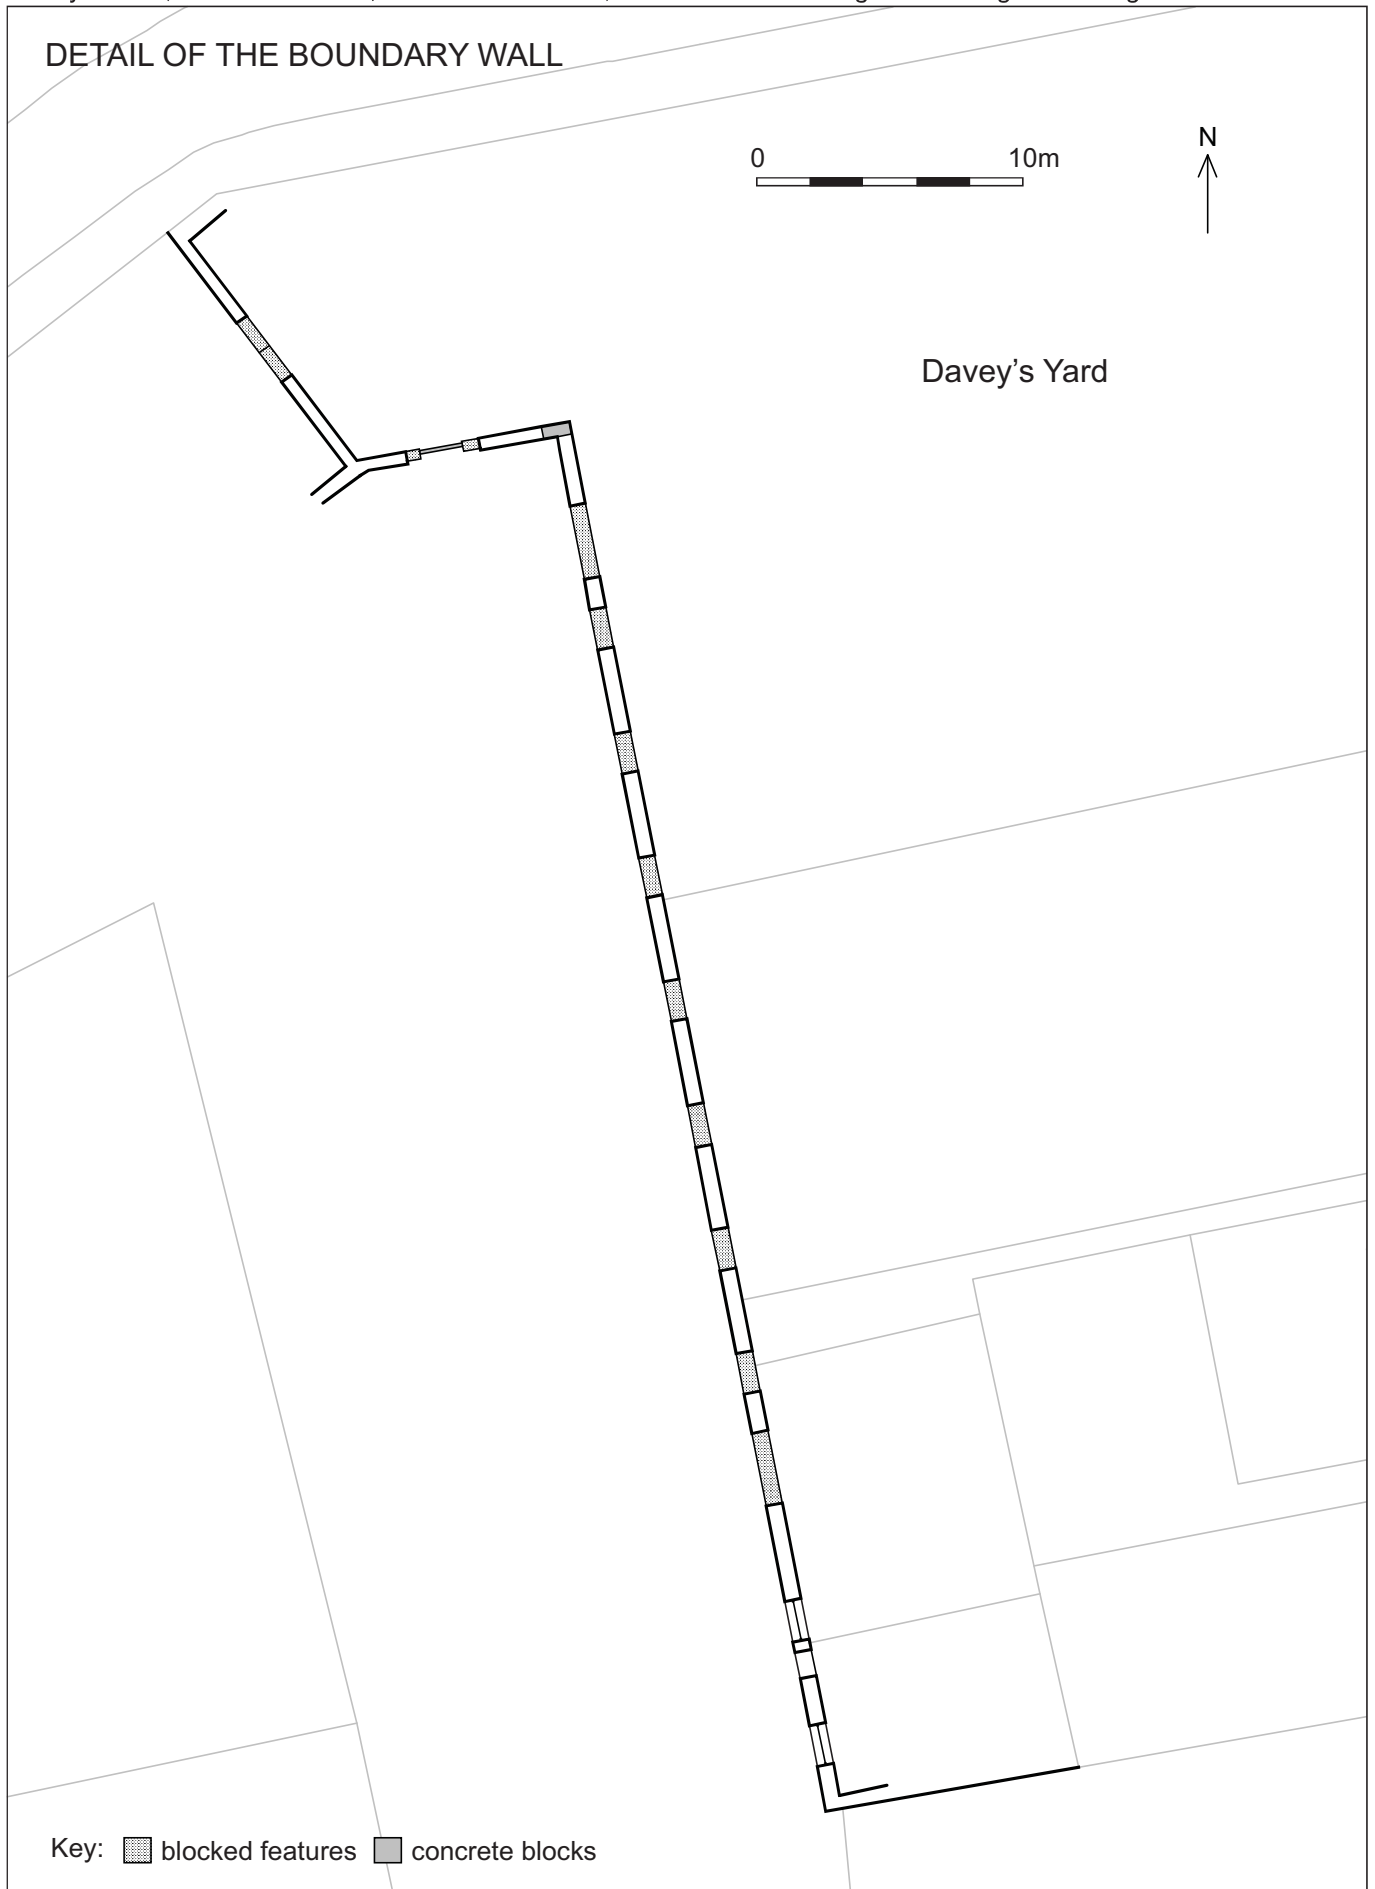 DETAIL OF THE BOUNDARY WALL
0 10m
N
Davey’s Yard
Key: blocked features concrete blocks